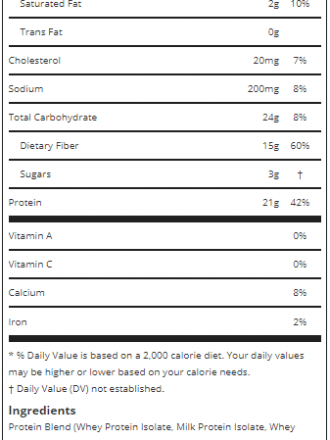 Saturated Fat 2g 10%
Trans Fat 0g
Cholesterol 20mg 7%
Sodium 200mg 8%
Total Carbohydrate 24g 8%
Dietary Fiber 15g 60%
Sugars 3g †
Protein 21g 42%
Vitamin A 0%
Vitamin C 0%
Calcium 8%
Iron 2%
* % Daily Value is based on a 2,000 calorie diet. Your daily values
may be higher or lower based on your calorie needs.
† Daily Value (DV) not established.
Ingredients
Protein Blend (Whey Protein Isolate, Milk Protein Isolate, Whey